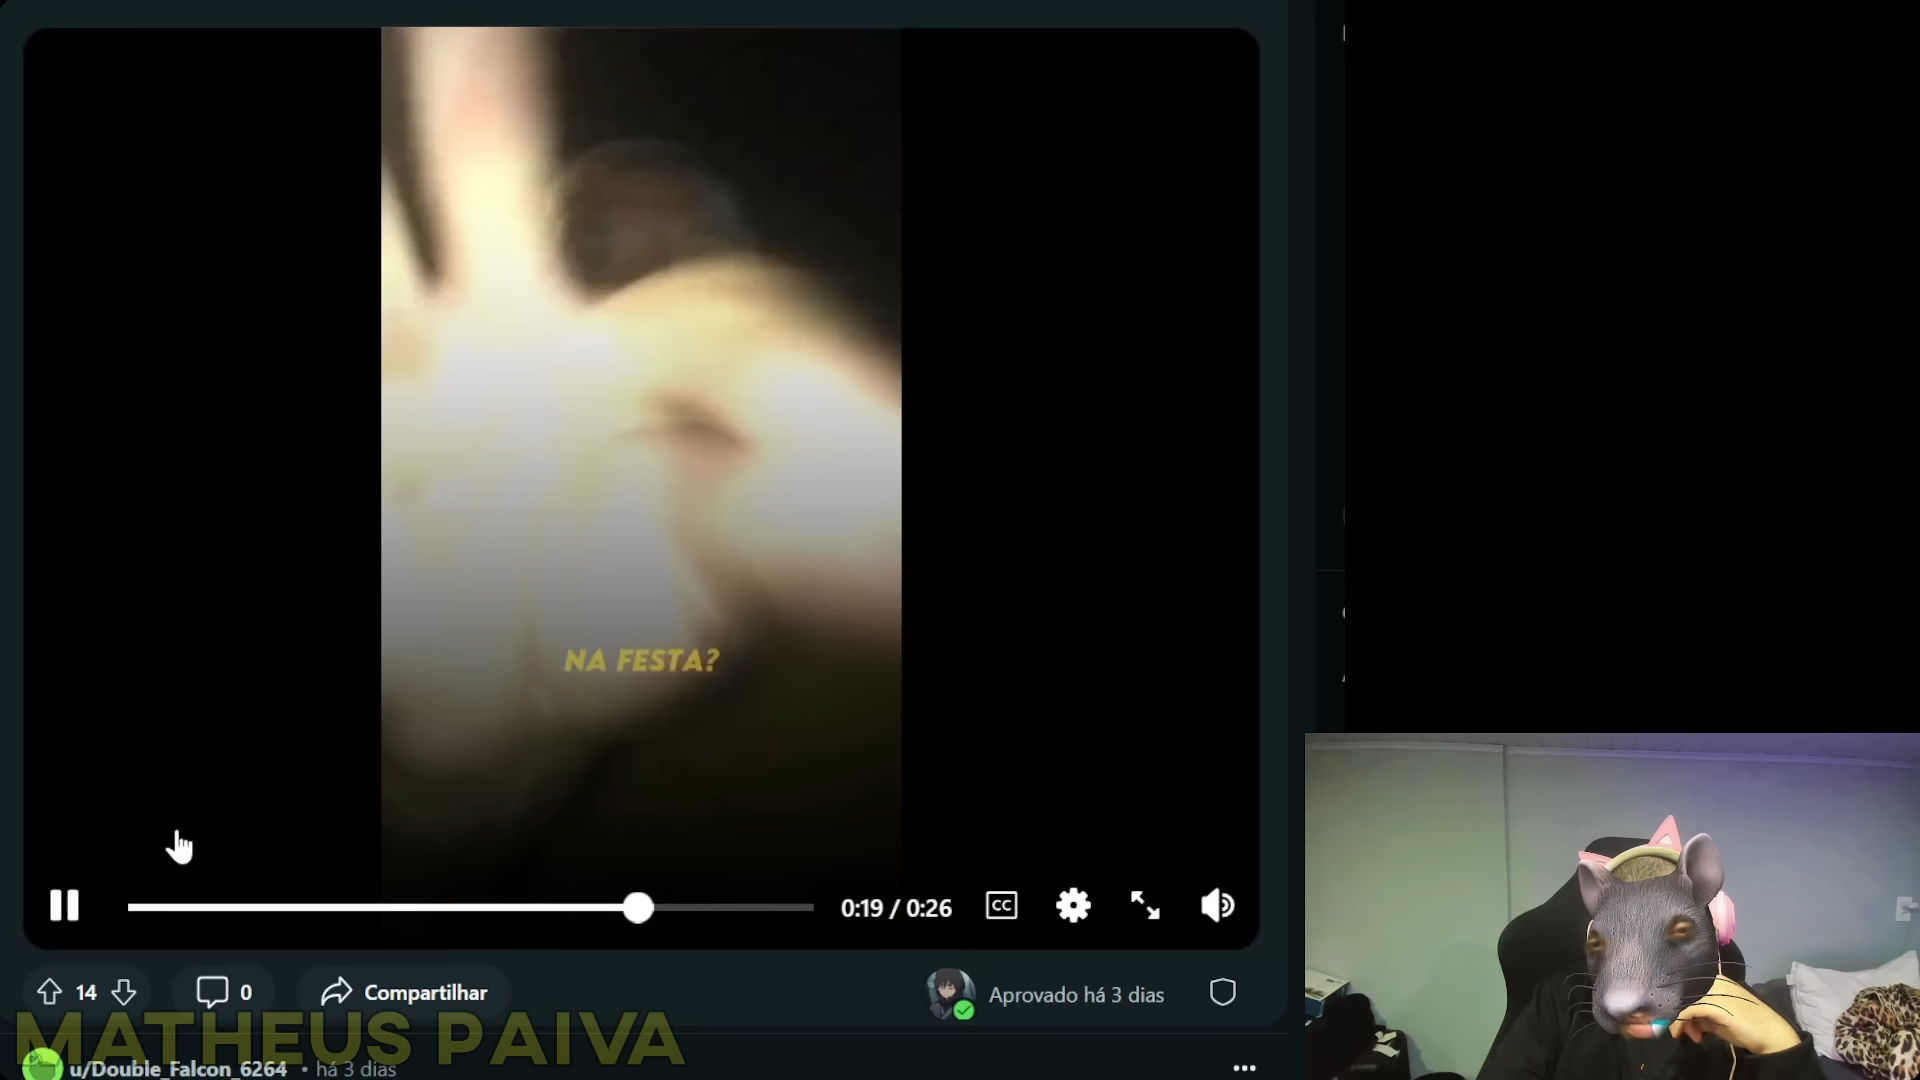 NA FESTA?
0:19 / 0:26
CC
14
0
Compartilhar
Aprovado há 3 dias
MATHEUS PAIVA
u/Double_Falcon_6264 • há 3 dias